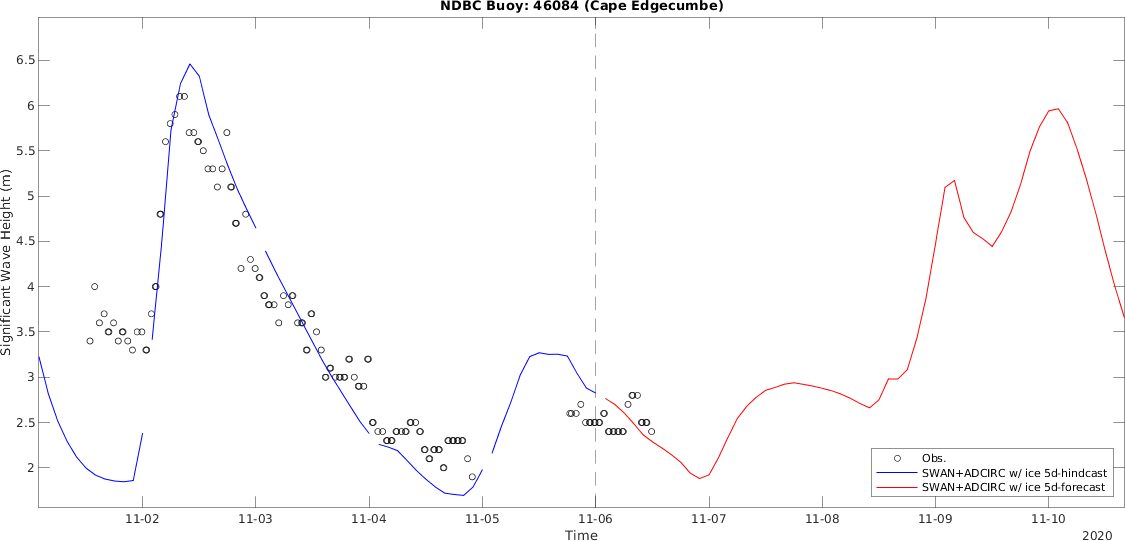 NDBC Buoy: 46084 (Cape Edgecumbe)
Significant Wave Height (m)
6.5
6
5.5
5
4.5
4
3.5
3
2.5
2
Obs.
SWAN+ADCIRC w/ ice 5d-hindcast
SWAN+ADCIRC w/ ice 5d-forecast
11-02 11-03 11-04 11-05 11-06 11-07 11-08 11-09 11-10
Time
2020